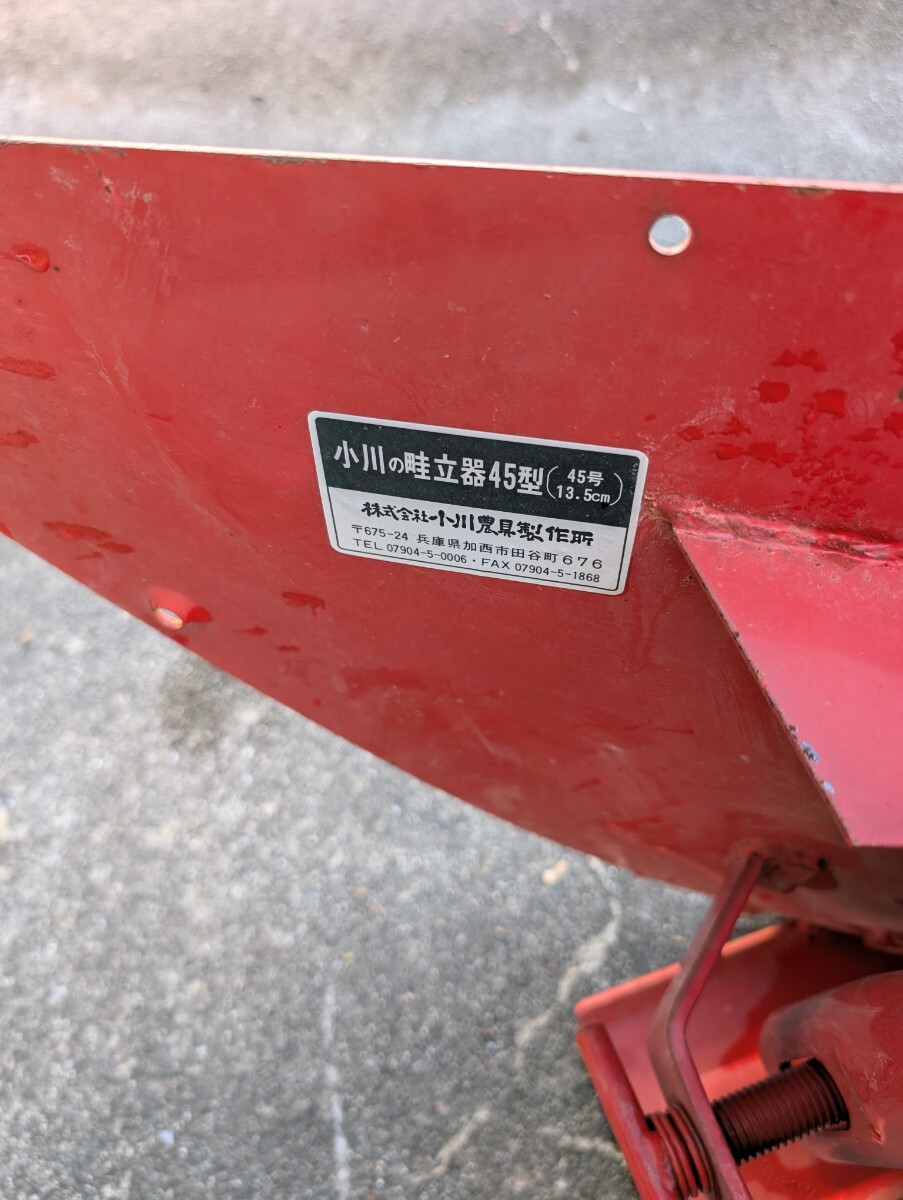 小川の畦立器45型(45号 13.5cm)
株式会社小川農具製作所
〒675-24 兵庫県加西市田谷町676
TEL 07904-5-0006・FAX 07904-5-1868